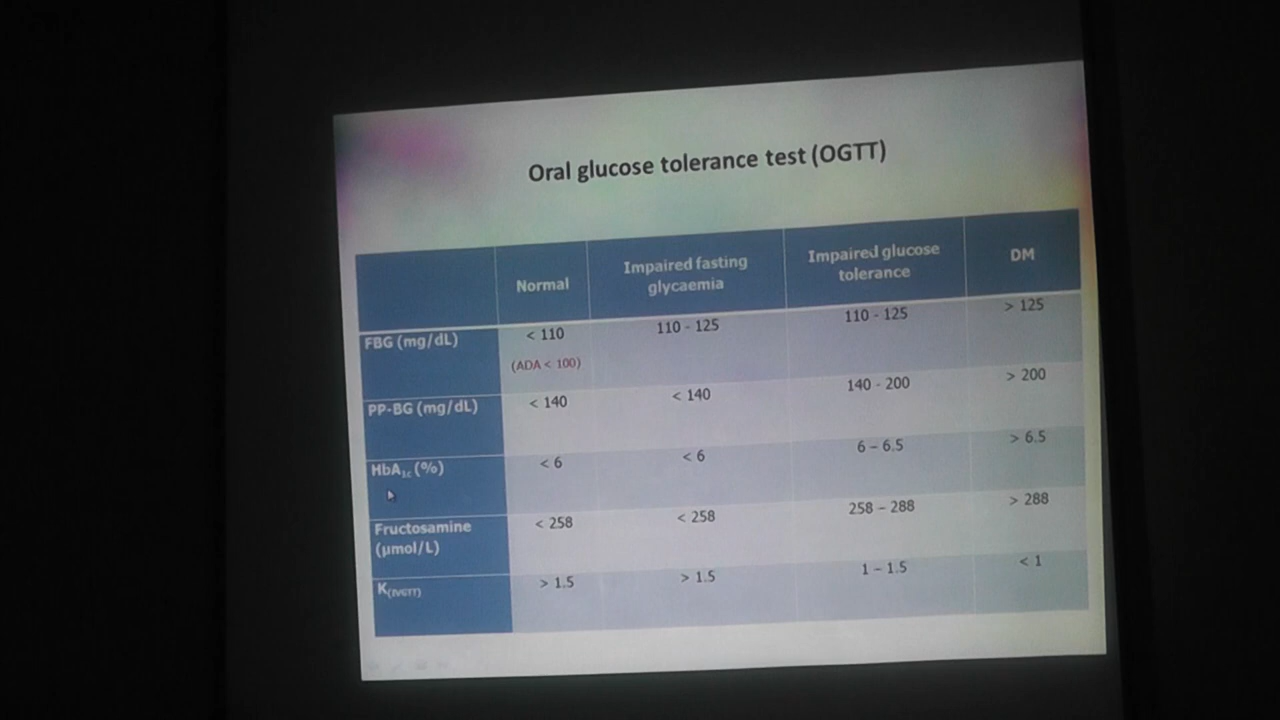 Oral glucose tolerance test (OGTT)
Normal
Impaired fasting
glycaemia
Impaired glucose
tolerance
DM
FBG (mg/dL)
< 110
(ADA < 100)
110 - 125
110 - 125
> 125
PP-BG (mg/dL)
< 140
< 140
140 - 200
> 200
HbA1c (%)
< 6
< 6
6 – 6.5
> 6.5
Fructosamine
(µmol/L)
< 258
< 258
258 – 288
> 288
K(IVGTT)
> 1.5
> 1.5
1 – 1.5
< 1